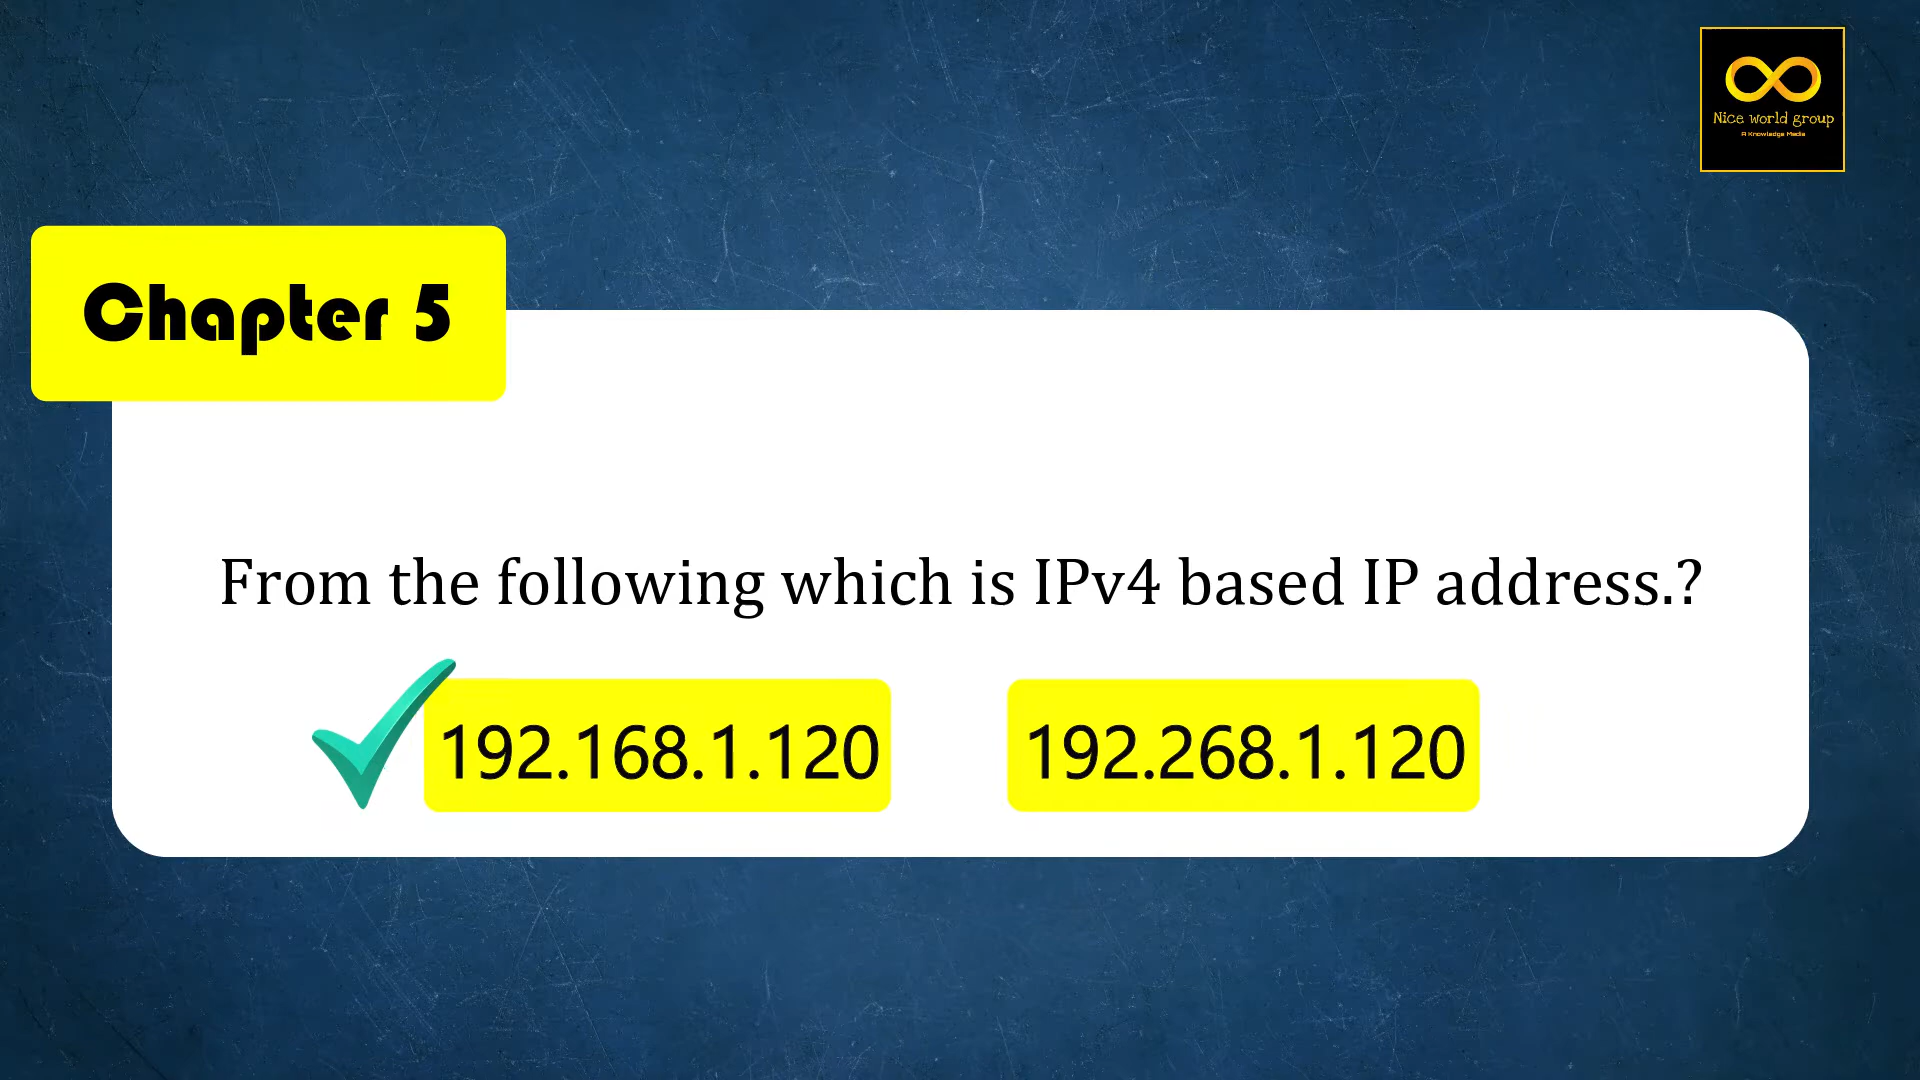 Nice world group
A Knowledge Media
Chapter 5
From the following which is IPv4 based IP address.?
192.168.1.120
192.268.1.120